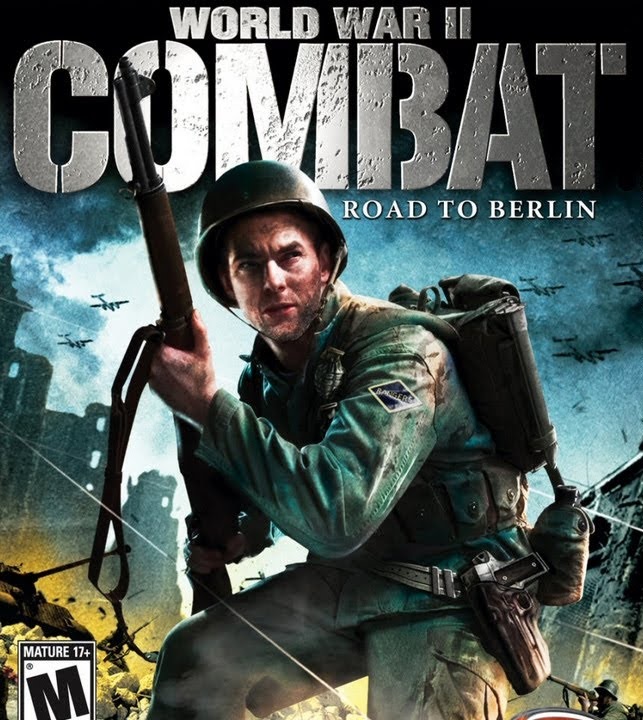 WORLD WAR II
COMBAT
ROAD TO BERLIN
RANGERS
MATURE 17+
®
M